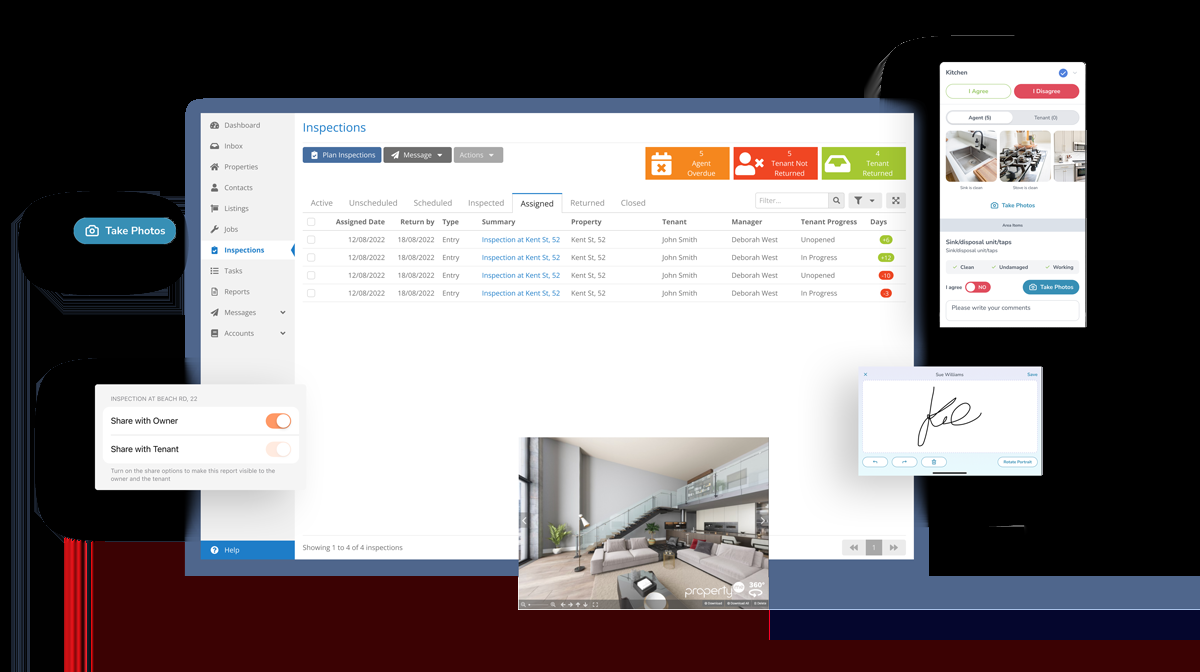 Kitchen
I Agree
I Disagree
Agent (5)
Tenant (0)
Sink is clean
Stove is clean
Take Photos
Area Items
Sink/disposal unit/taps
Sink/disposal unit/taps
Clean
Undamaged
Working
I agree
NO
Take Photos
Please write your comments
Take Photos
Dashboard
Inbox
Properties
Contacts
Listings
Jobs
Inspections
Tasks
Reports
Messages
Accounts
Help
Inspections
Plan Inspections
Message
Actions
5
Agent
Overdue
5
Tenant Not
Returned
4
Tenant
Returned
Active Unscheduled Scheduled Inspected Assigned Returned Closed
Filter...
Assigned Date Return by Type Summary Property Tenant Manager Tenant Progress Days
12/08/2022 18/08/2022 Entry Inspection at Kent St, 52 Kent St, 52 John Smith Deborah West Unopened +6
12/08/2022 18/08/2022 Entry Inspection at Kent St, 52 Kent St, 52 John Smith Deborah West In Progress +12
12/08/2022 18/08/2022 Entry Inspection at Kent St, 52 Kent St, 52 John Smith Deborah West Unopened -10
12/08/2022 18/08/2022 Entry Inspection at Kent St, 52 Kent St, 52 John Smith Deborah West In Progress -3
Showing 1 to 4 of 4 inspections
1
INSPECTION AT BEACH RD, 22
Share with Owner
Share with Tenant
Turn on the share options to make this report visible to the
owner and the tenant
Sue Williams
Save
Rotate Portrait
property
360°
Download
Download All